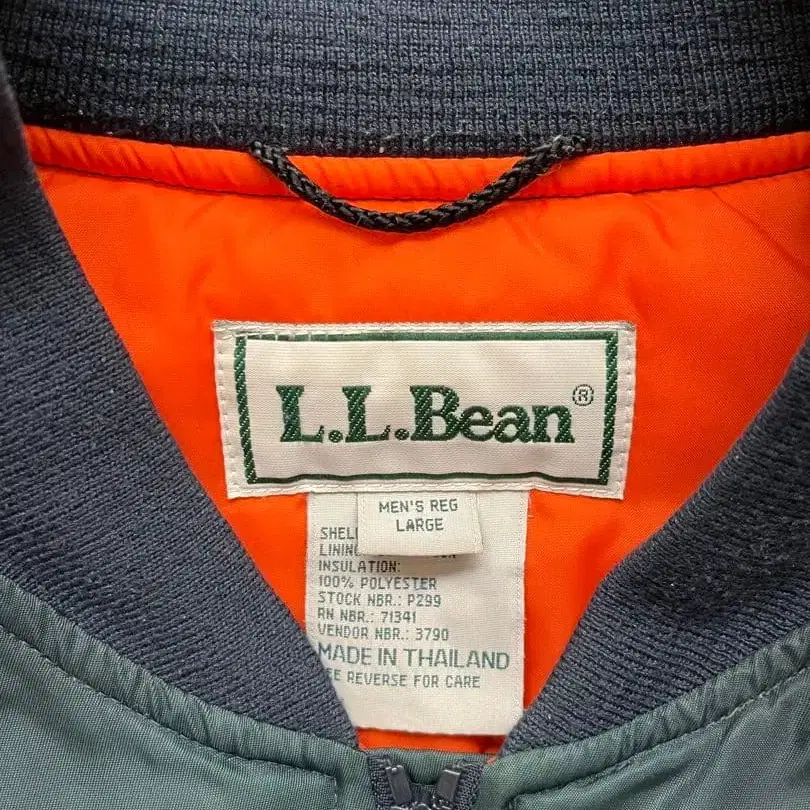 L.L.Bean®
MEN'S REG
LARGE
SHELL
LINING
INSULATION:
100% POLYESTER
STOCK NBR.: P299
RN NBR.: 71341
VENDOR NBR.: 3790
MADE IN THAILAND
REVERSE FOR CARE